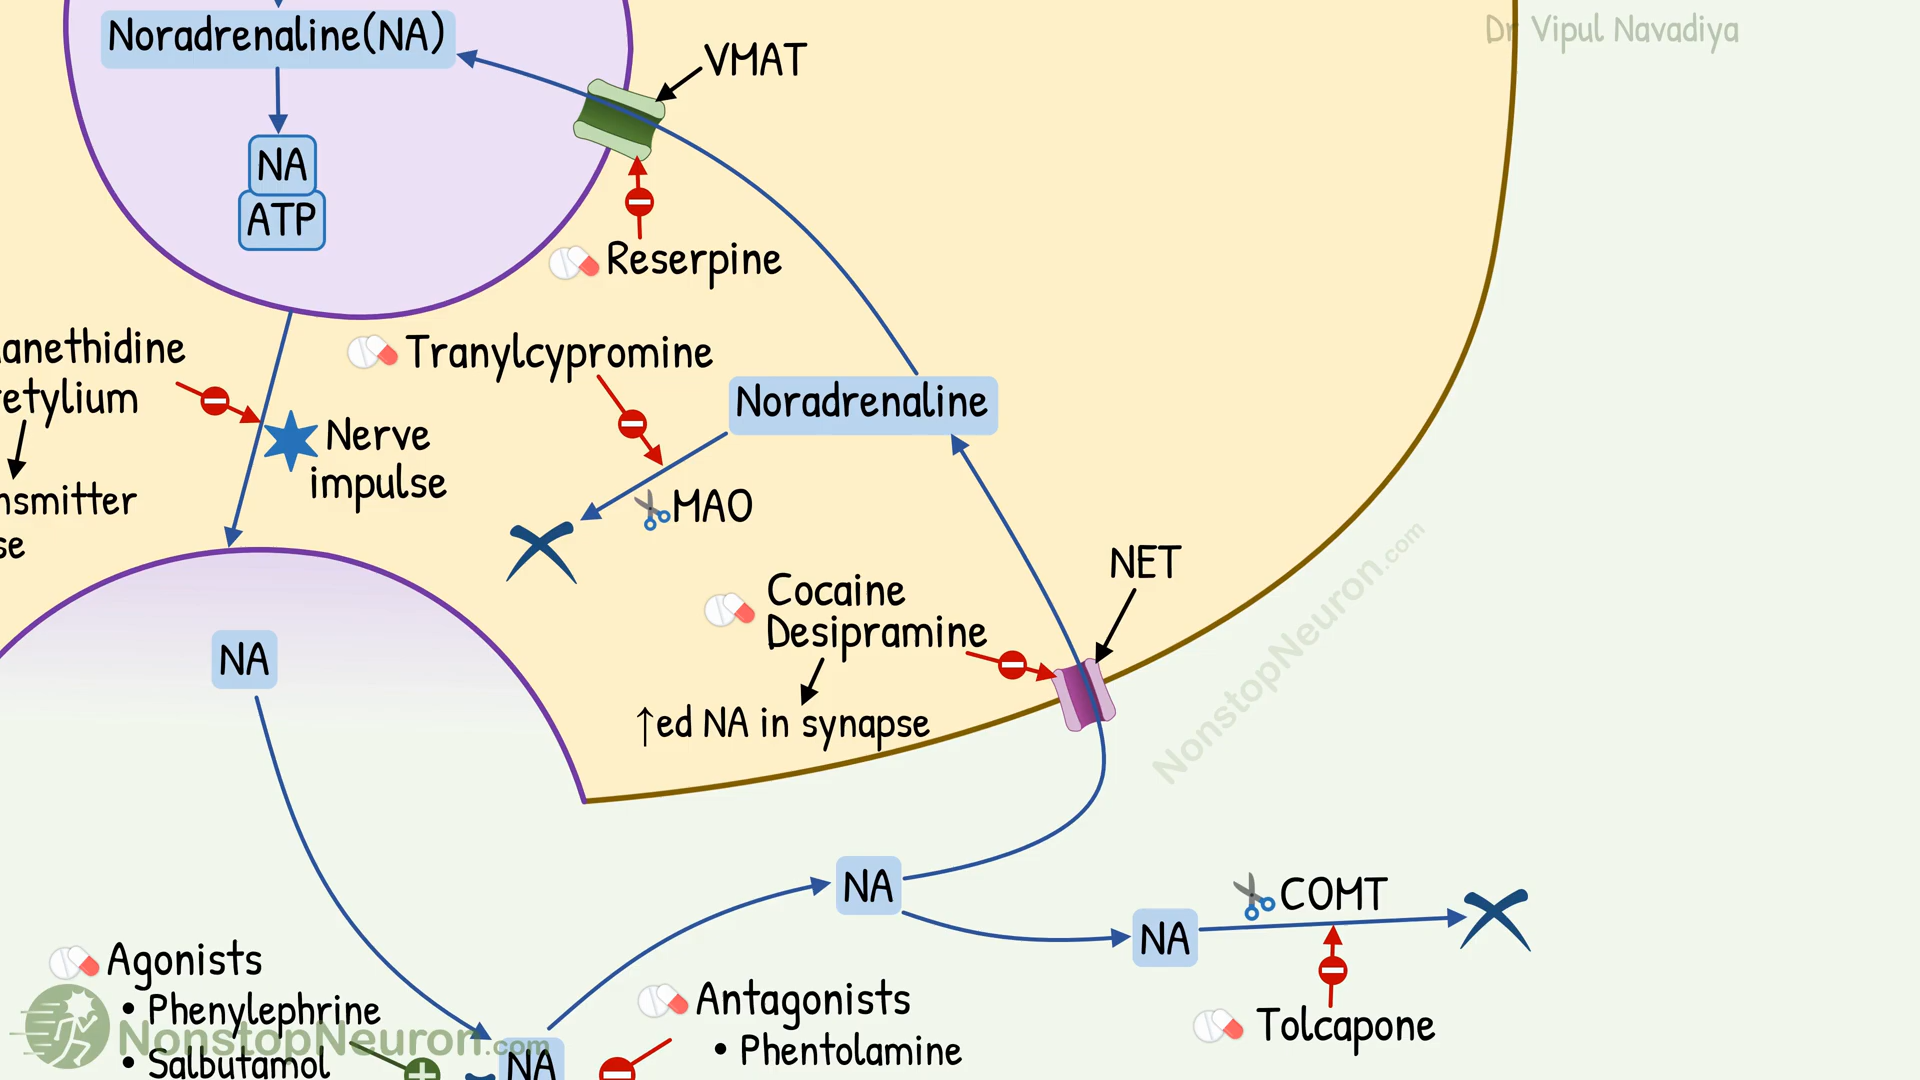 Dr Vipul Navadiya
Noradrenaline(NA)
VMAT
NA
ATP
Reserpine
anethidine
etylium
nsmitter
se
Tranylcypromine
Noradrenaline
Nerve
impulse
MAO
NET
Cocaine
Desipramine
↑ed NA in synapse
NonstopNeuron.com
NA
NA
COMT
NA
Tolcapone
Agonists
• Phenylephrine
• Salbutamol
NonstopNeuron.com
NA
Antagonists
• Phentolamine